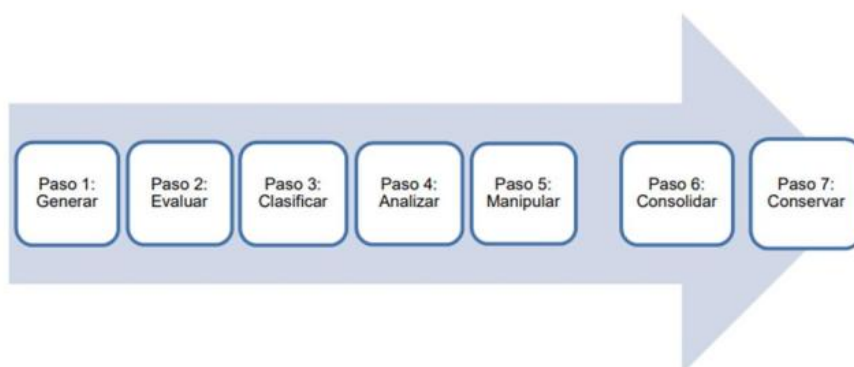 Paso 1:
Generar
Paso 2:
Evaluar
Paso 3:
Clasificar
Paso 4:
Analizar
Paso 5:
Manipular
Paso 6:
Consolidar
Paso 7:
Conservar